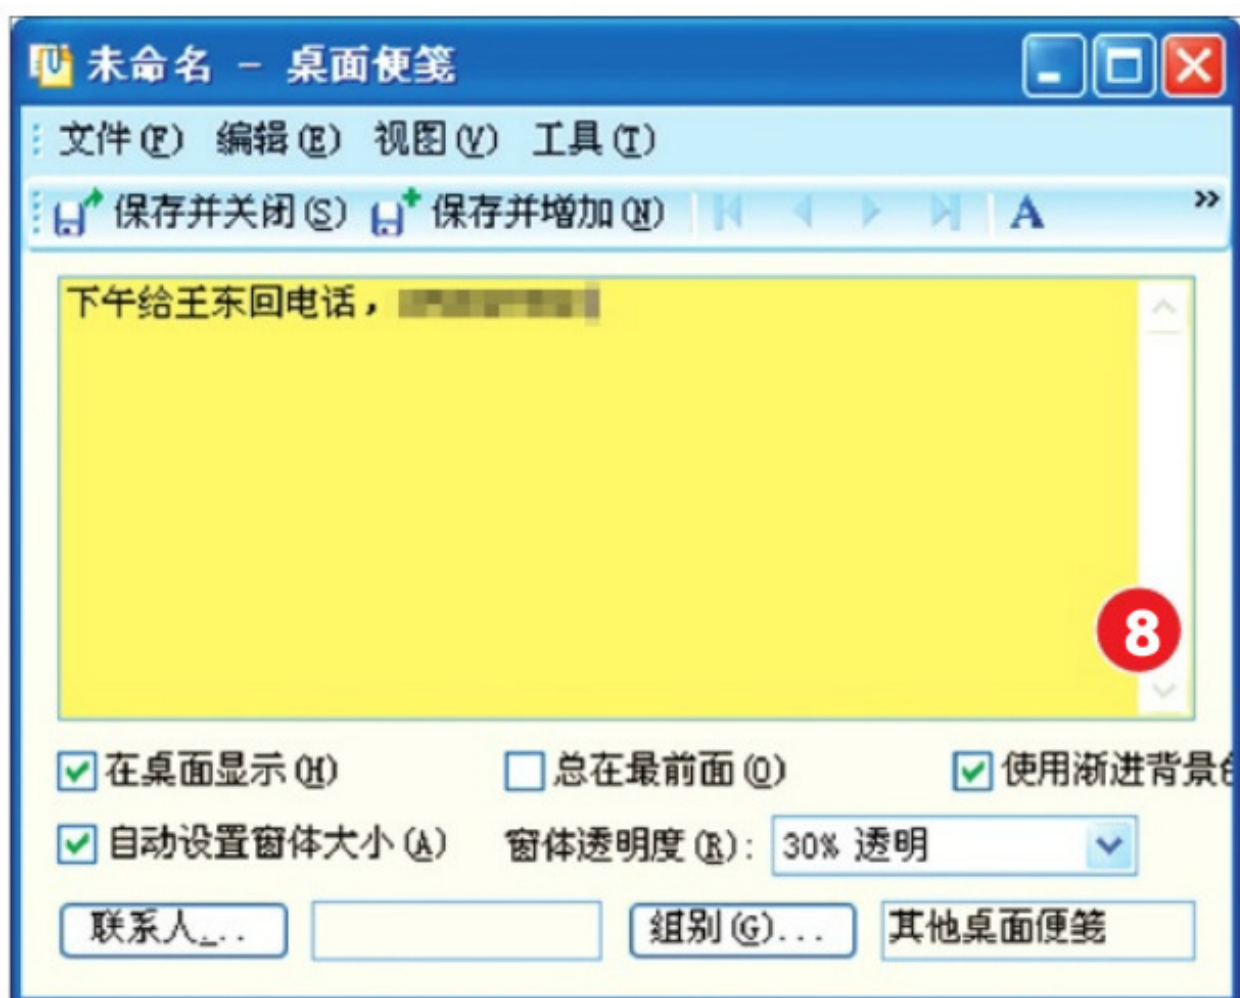 未命名 - 桌面便笺
文件(F) 编辑(E) 视图(V) 工具(T)
保存并关闭(S) 保存并增加(N) A »
下午给王东回电话，
8
在桌面显示(H) 总在最前面(O) 使用渐进背景
自动设置窗体大小(A) 窗体透明度(R): 30% 透明
联系人... 组别(G)... 其他桌面便笺